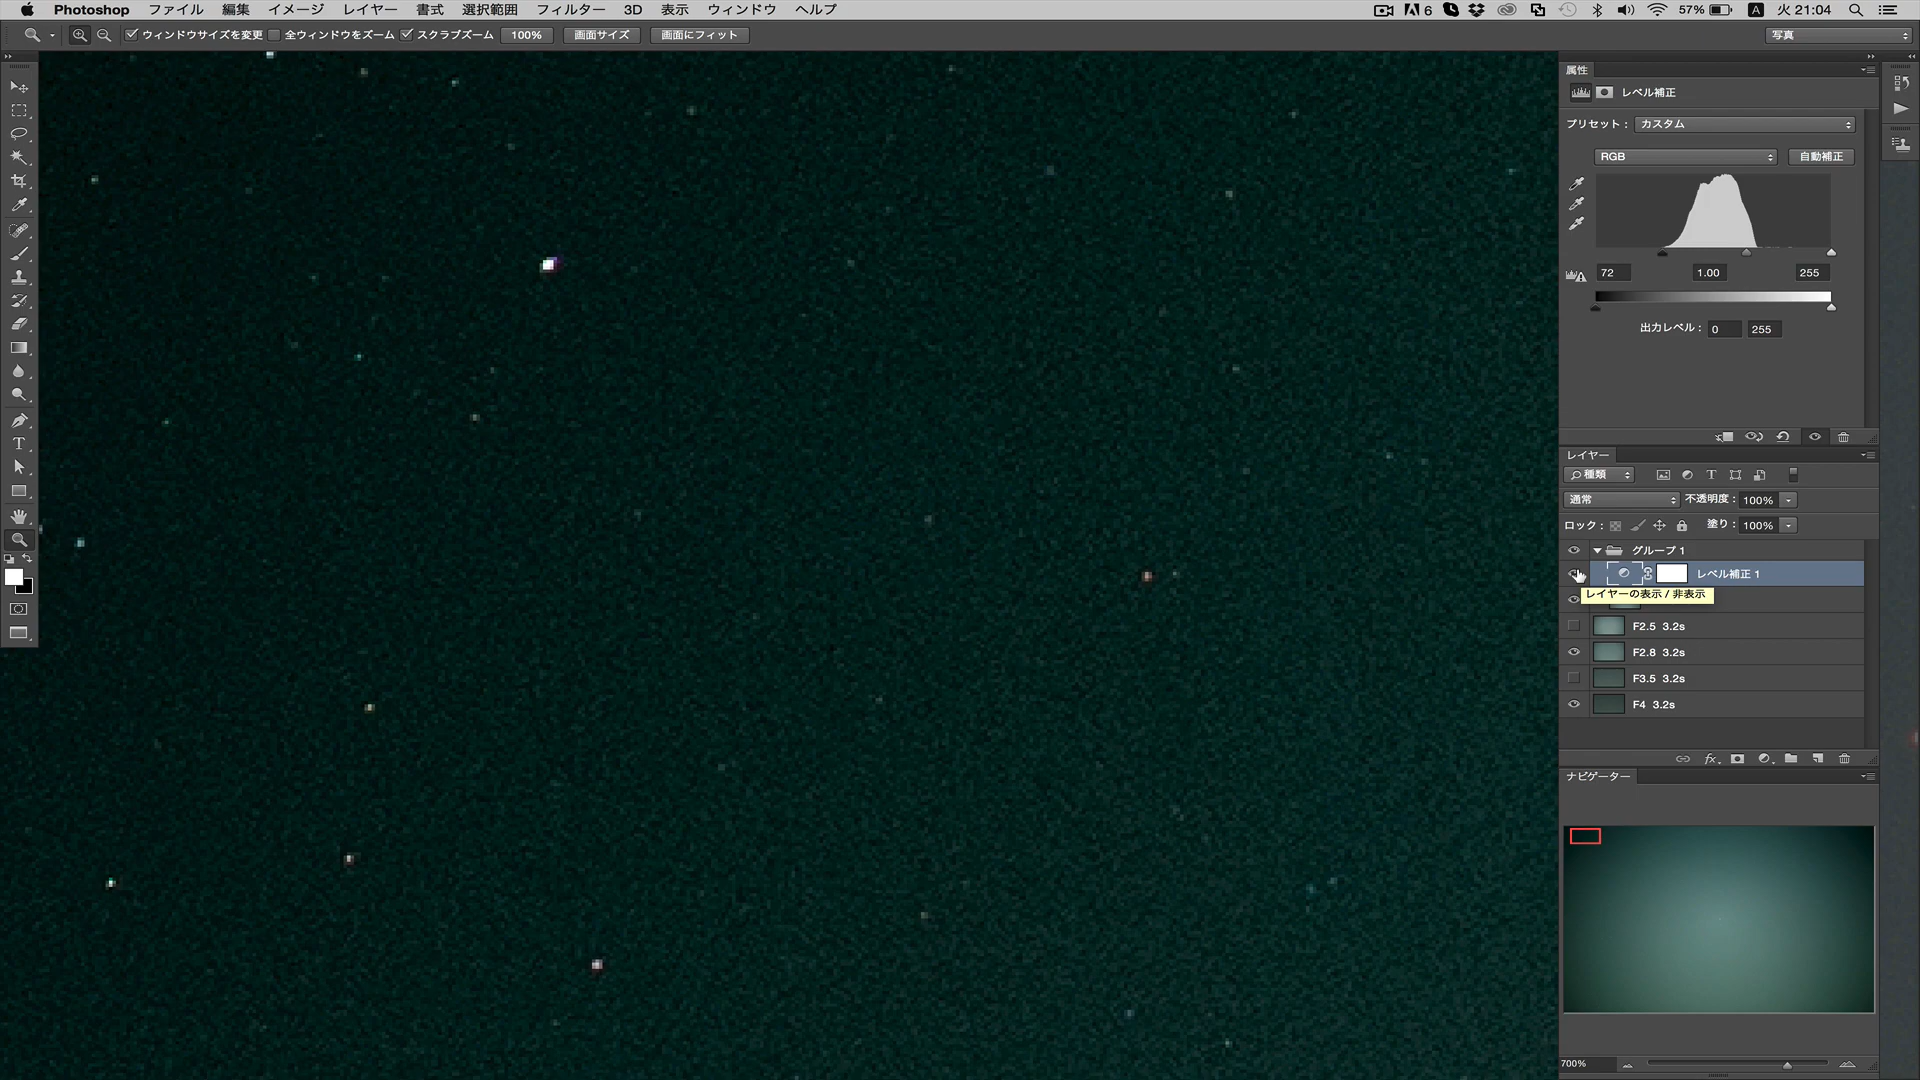 Photoshop ファイル 編集 イメージ レイヤー 書式 選択範囲 フィルター 3D 表示 ウィンドウ ヘルプ 6 57% A 火 21:04
ウィンドウサイズを変更 全ウィンドウをズーム スクラブズーム 100% 画面サイズ 画面にフィット 写真
属性
レベル補正
プリセット： カスタム
RGB 自動補正
72 1.00 255
出力レベル： 0 255
レイヤー
種類
通常 不透明度： 100%
ロック： 塗り： 100%
グループ 1
レベル補正 1
レイヤーの表示 / 非表示
F2.5 3.2s
F2.8 3.2s
F3.5 3.2s
F4 3.2s
ナビゲーター
700%